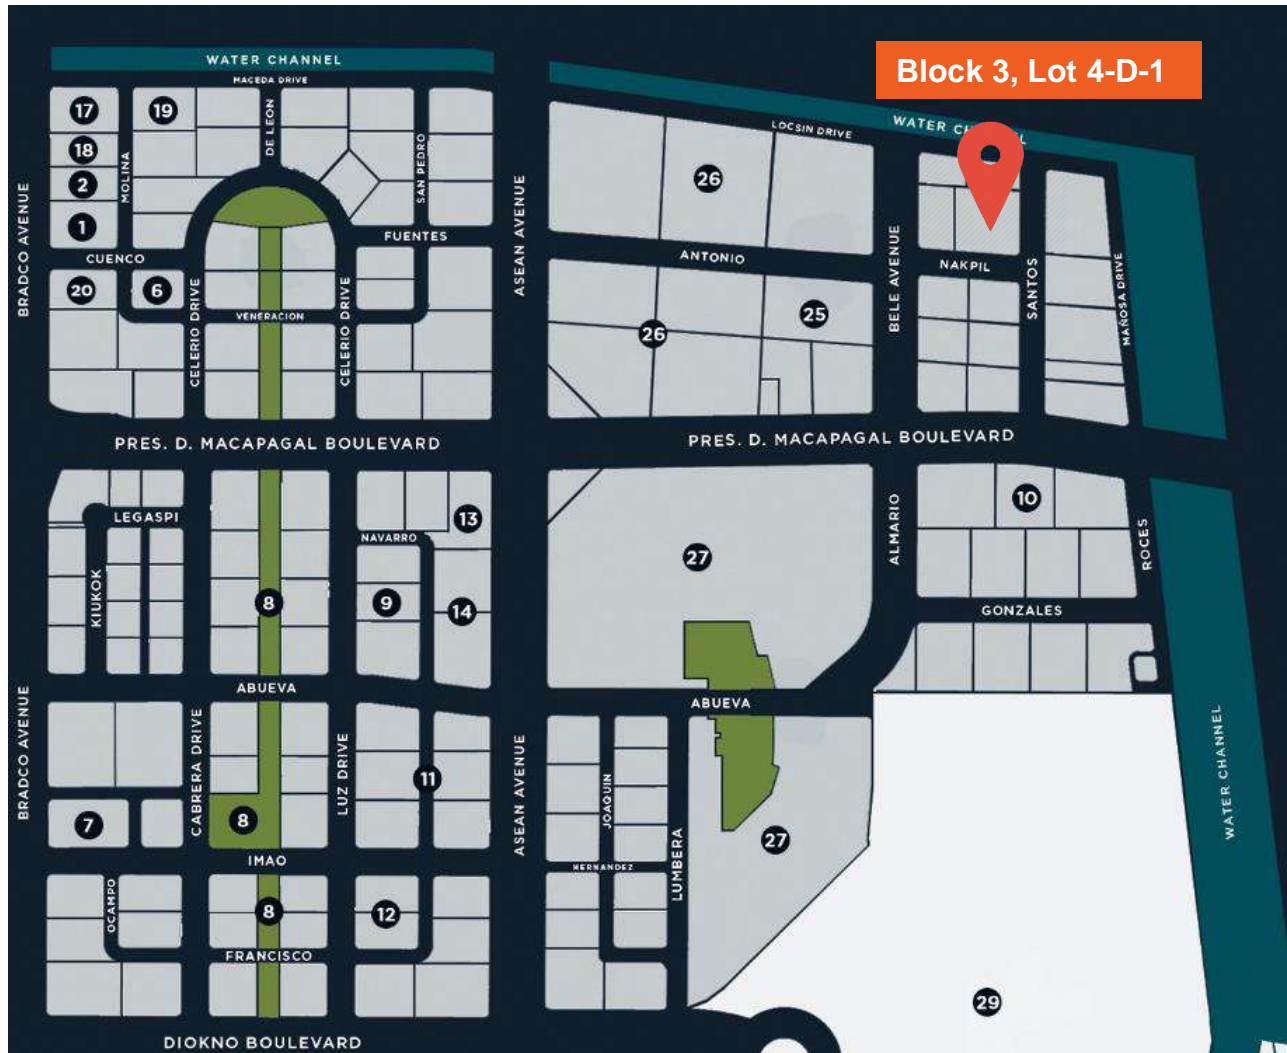 Block 3, Lot 4-D-1
WATER CHANNEL
MACEDA DRIVE
WATER CHANNEL
LOCSIN DRIVE
17
19
DE LEON
SAN PEDRO
18
MOLINA
2
26
1
BRADCO AVENUE
ASEAN AVENUE
FUENTES
CUENCO
ANTONIO
BELE AVENUE
NAKPIL
SANTOS
MAÑOSA DRIVE
20
6
CELERIO DRIVE
VENERACION
CELERIO DRIVE
25
26
PRES. D. MACAPAGAL BOULEVARD
PRES. D. MACAPAGAL BOULEVARD
LEGASPI
13
10
NAVARRO
ALMARIO
ROCES
27
KIUKOK
8
9
14
GONZALES
ABUEVA
ABUEVA
BRADCO AVENUE
CABRERA DRIVE
LUZ DRIVE
11
ASEAN AVENUE
JOAQUIN
WATER CHANNEL
7
8
27
IMAO
HERNANDEZ
LUMBERA
OCAMPO
8
12
FRANCISCO
29
DIOKNO BOULEVARD